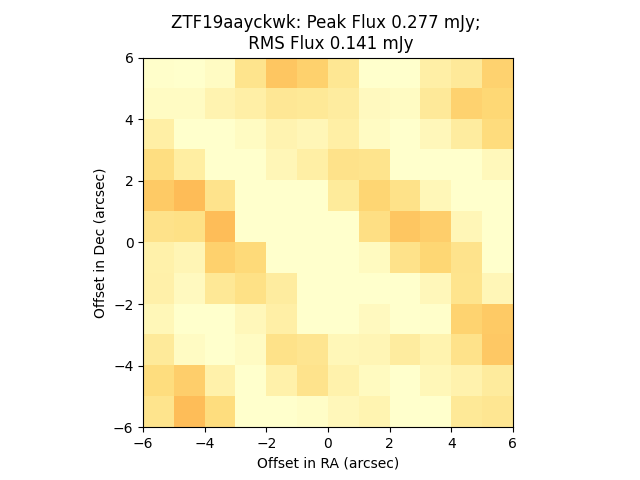 ZTF19aayckwk: Peak Flux 0.277 mJy;
RMS Flux 0.141 mJy
6
4
2
0
−2
−4
−6
Offset in Dec (arcsec)
−6 −4 −2 0 2 4 6
Offset in RA (arcsec)